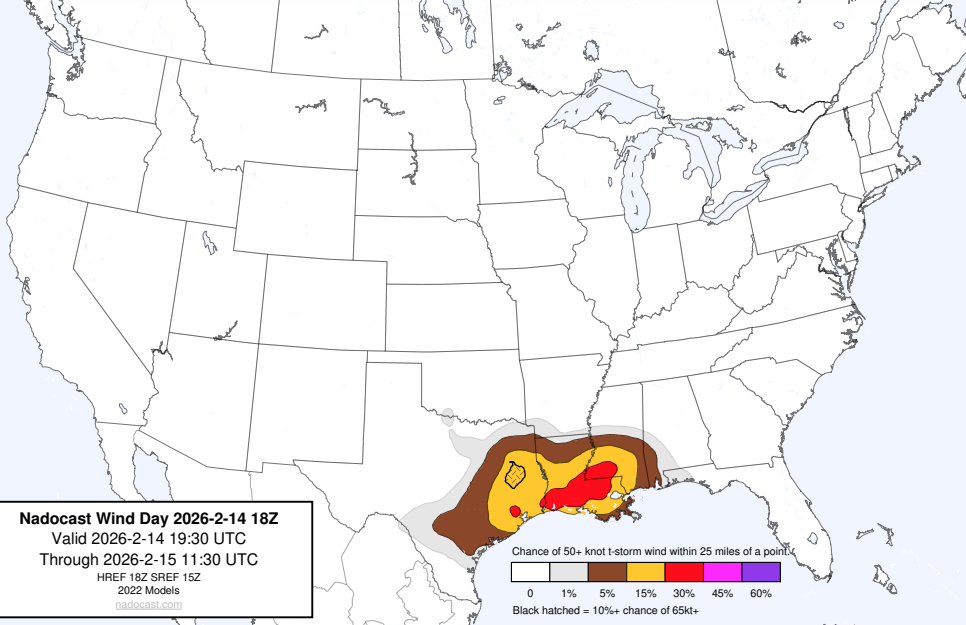 Nadocast Wind Day 2026-2-14 18Z
Valid 2026-2-14 19:30 UTC
Through 2026-2-15 11:30 UTC
HREF 18Z SREF 15Z
2022 Models
nadocast.com
Chance of 50+ knot t-storm wind within 25 miles of a point.
0 1% 5% 15% 30% 45% 60%
Black hatched = 10%+ chance of 65kt+